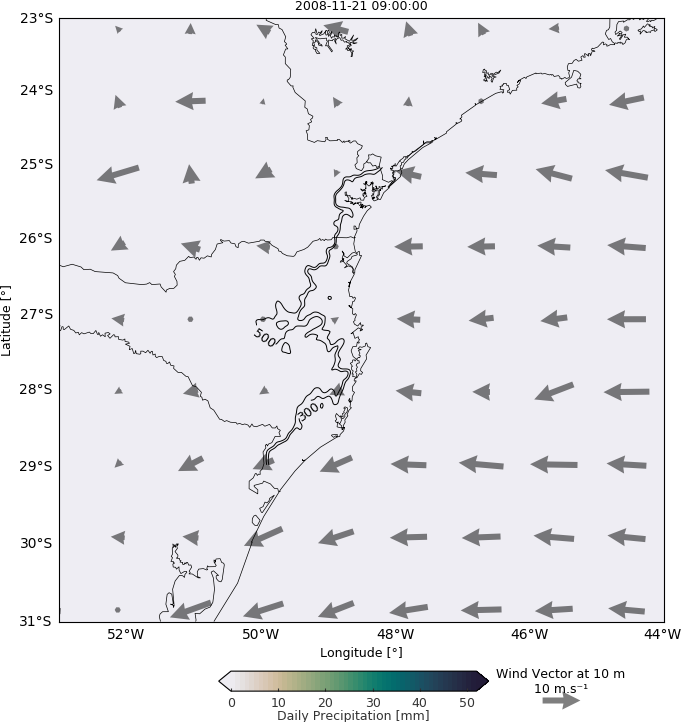 2008-11-21 09:00:00
23°S
24°S
25°S
26°S
27°S
28°S
29°S
30°S
31°S
Latitude [°]
500
300
52°W 50°W 48°W 46°W 44°W
Longitude [°]
0 10 20 30 40 50
Daily Precipitation [mm]
Wind Vector at 10 m
10 m.s⁻¹